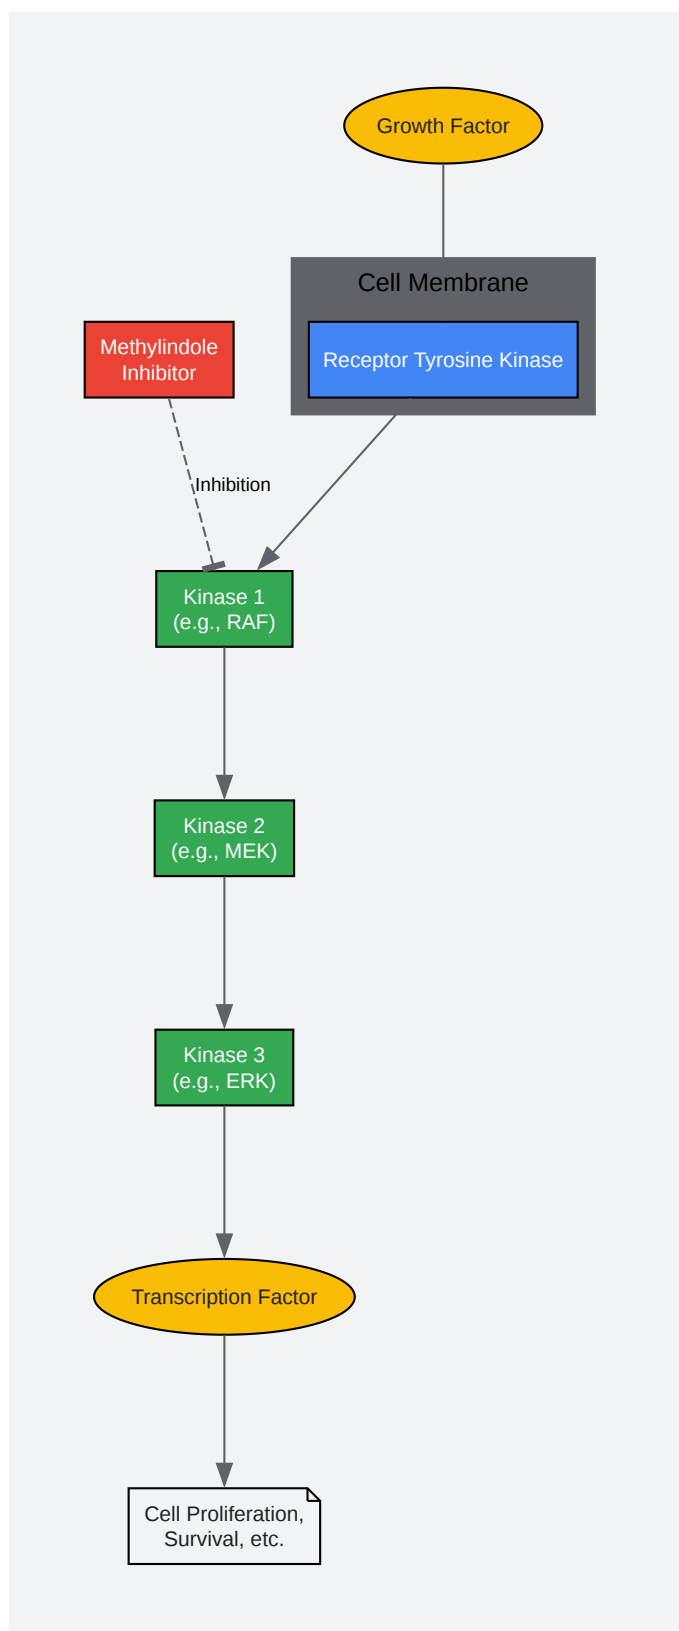 Growth Factor
Cell Membrane
Receptor Tyrosine Kinase
Methylindole
Inhibitor
Inhibition
Kinase 1
(e.g., RAF)
Kinase 2
(e.g., MEK)
Kinase 3
(e.g., ERK)
Transcription Factor
Cell Proliferation,
Survival, etc.